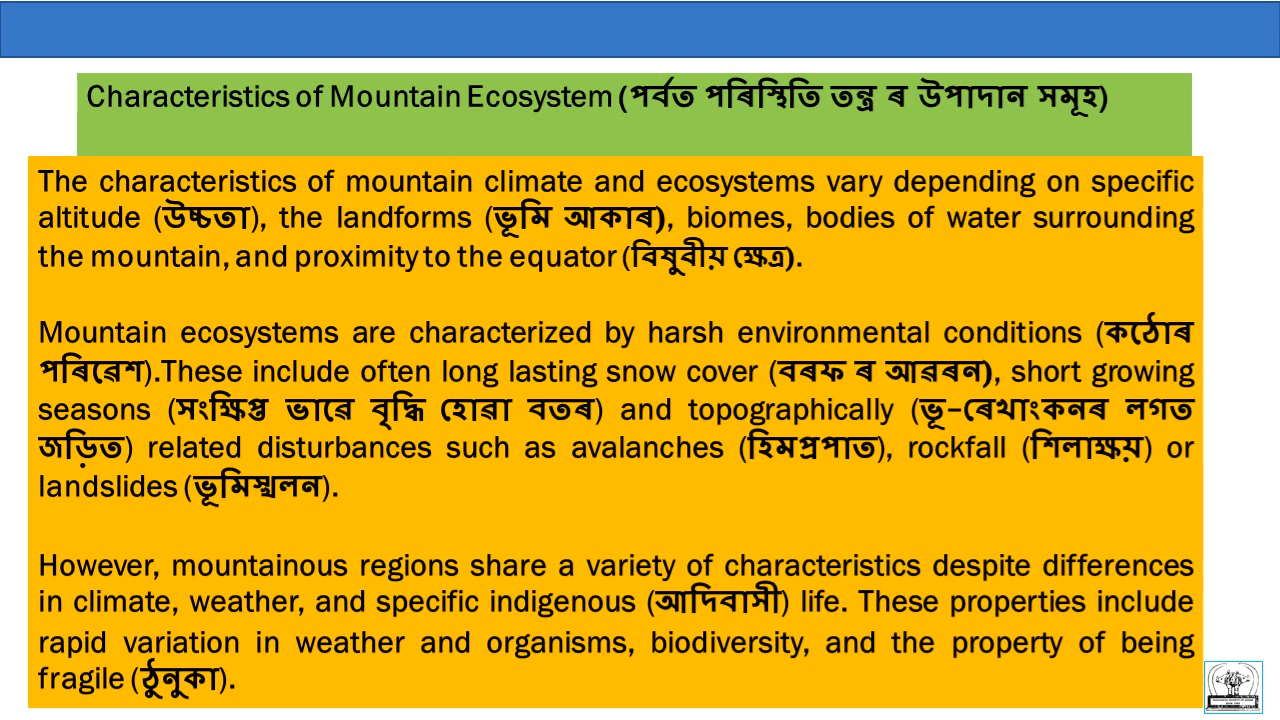 Characteristics of Mountain Ecosystem (পৰ্বত পৰিস্থিতি তন্ত্ৰ ৰ উপাদান সমূহ)
The characteristics of mountain climate and ecosystems vary depending on specific
altitude (উচ্চতা), the landforms (ভূমি আকাৰ), biomes, bodies of water surrounding
the mountain, and proximity to the equator (বিষুবীয় ক্ষেত্ৰ).
Mountain ecosystems are characterized by harsh environmental conditions (কঠোৰ
পৰিৱেশ).These include often long lasting snow cover (বৰফ ৰ আৱৰন), short growing
seasons (সংক্ষিপ্ত ভাৱে বৃদ্ধি হোৱা বতৰ) and topographically (ভূ–ৰেখাংকনৰ লগত
জড়িত) related disturbances such as avalanches (হিমপ্ৰপাত), rockfall (শিলাক্ষয়) or
landslides (ভূমিস্খলন).
However, mountainous regions share a variety of characteristics despite differences
in climate, weather, and specific indigenous (আদিবাসী) life. These properties include
rapid variation in weather and organisms, biodiversity, and the property of being
fragile (ঠুনুকা).